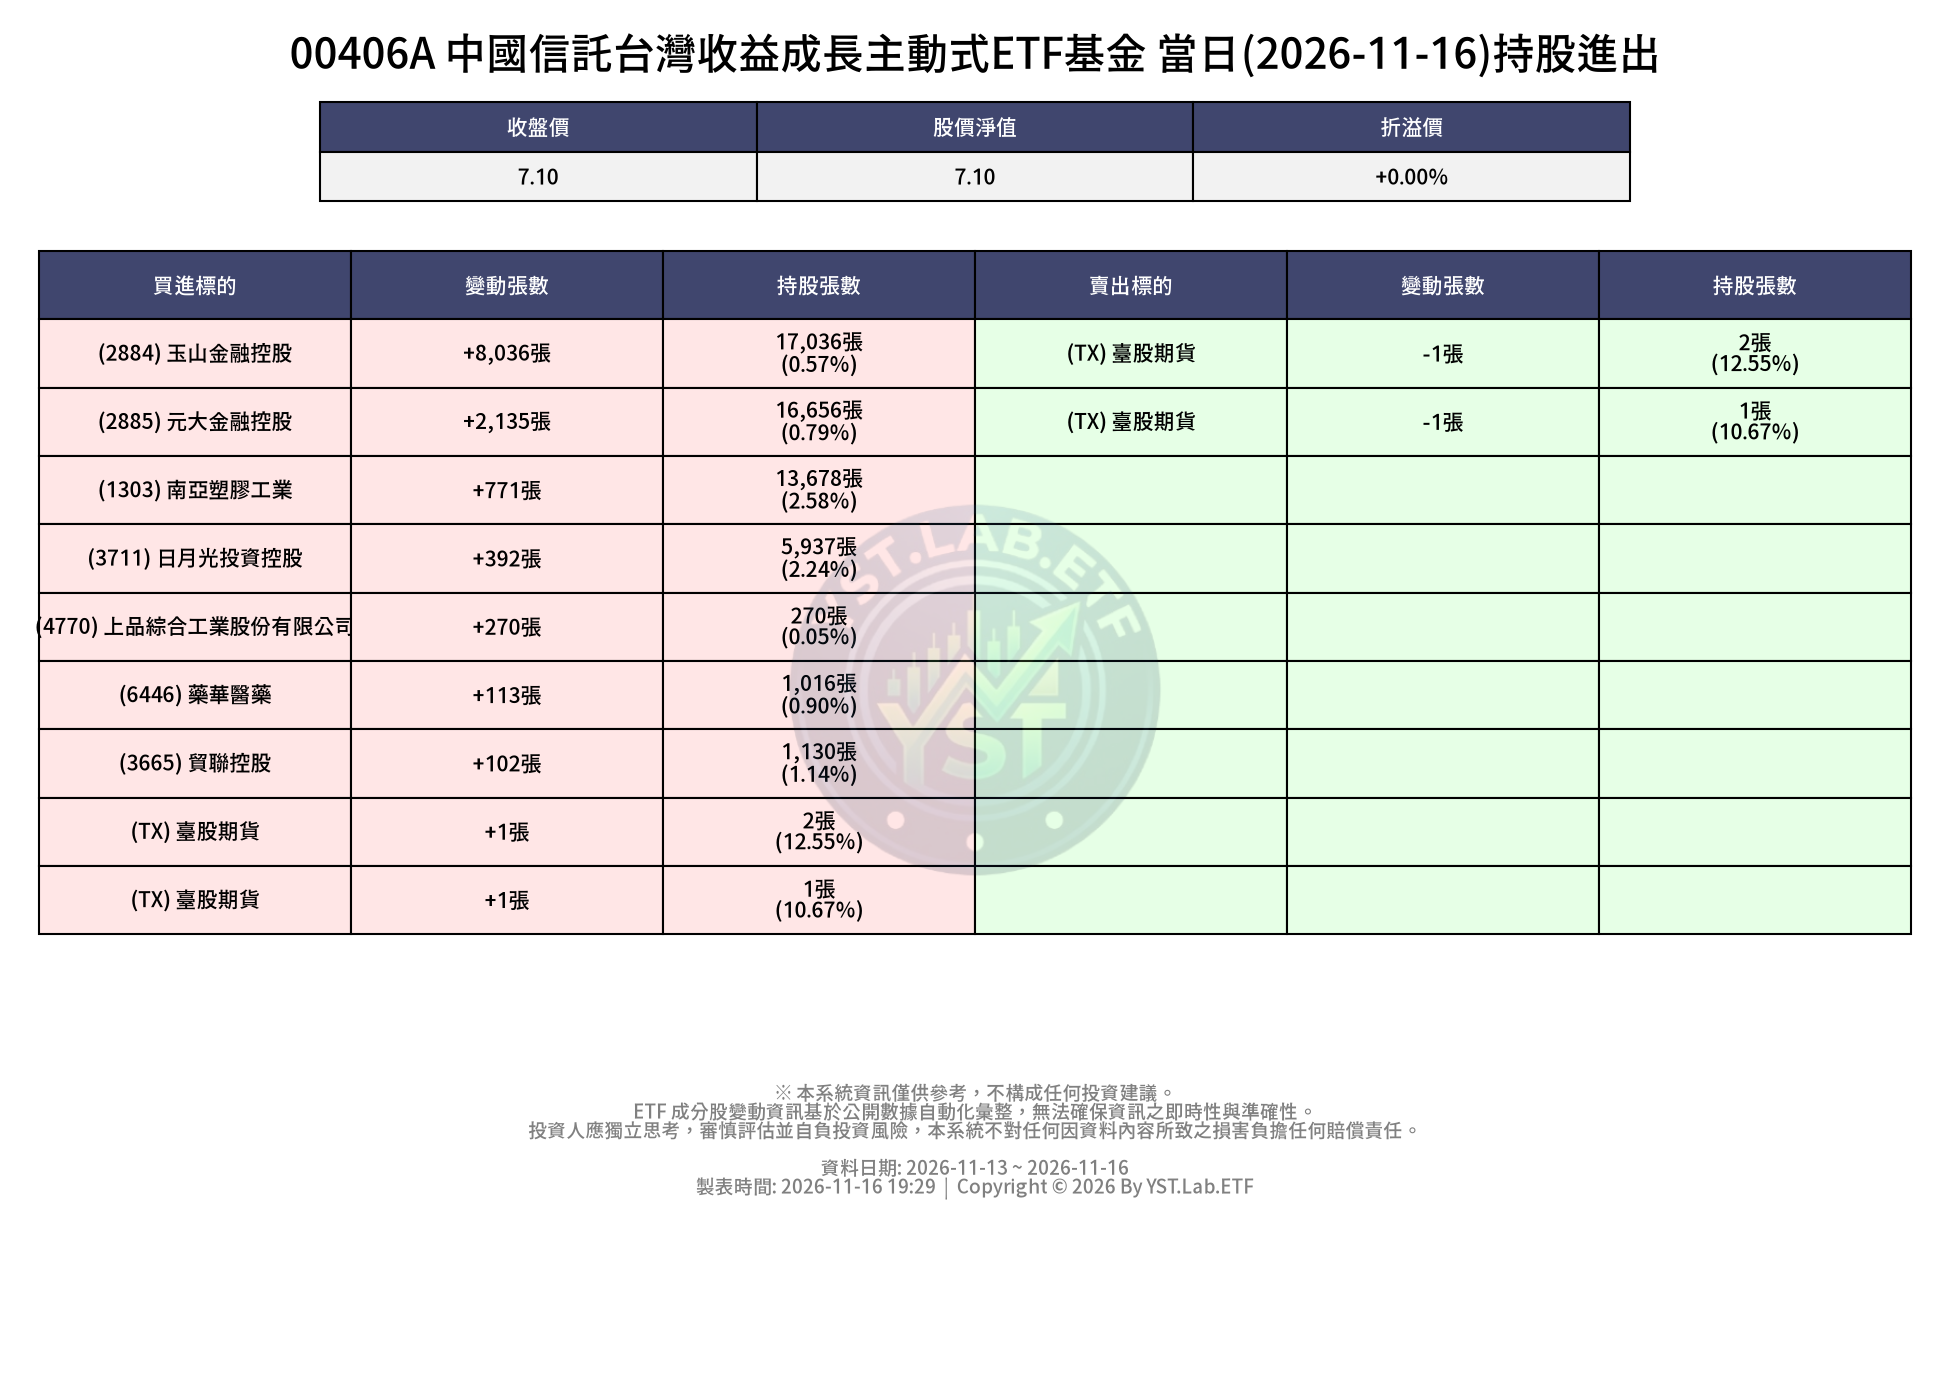 00406A 中國信託台灣收益成長主動式ETF基金 當日(2026-11-16)持股進出
收盤價 股價淨值 折溢價
7.10 7.10 +0.00%
買進標的 變動張數 持股張數 賣出標的 變動張數 持股張數
(2884) 玉山金融控股 +8,036張 17,036張 (0.57%) (TX) 臺股期貨 -1張 2張 (12.55%)
(2885) 元大金融控股 +2,135張 16,656張 (0.79%) (TX) 臺股期貨 -1張 1張 (10.67%)
(1303) 南亞塑膠工業 +771張 13,678張 (2.58%)
(3711) 日月光投資控股 +392張 5,937張 (2.24%)
(4770) 上品綜合工業股份有限公司 +270張 270張 (0.05%)
(6446) 藥華醫藥 +113張 1,016張 (0.90%)
(3665) 貿聯控股 +102張 1,130張 (1.14%)
(TX) 臺股期貨 +1張 2張 (12.55%)
(TX) 臺股期貨 +1張 1張 (10.67%)
YST.LAB.ETF
YST
※ 本系統資訊僅供參考，不構成任何投資建議。
ETF 成分股變動資訊基於公開數據自動化彙整，無法確保資訊之即時性與準確性。
投資人應獨立思考，審慎評估並自負投資風險，本系統不對任何因資料內容所致之損害負擔任何賠償責任。
資料日期: 2026-11-13 ~ 2026-11-16
製表時間: 2026-11-16 19:29 | Copyright © 2026 By YST.Lab.ETF